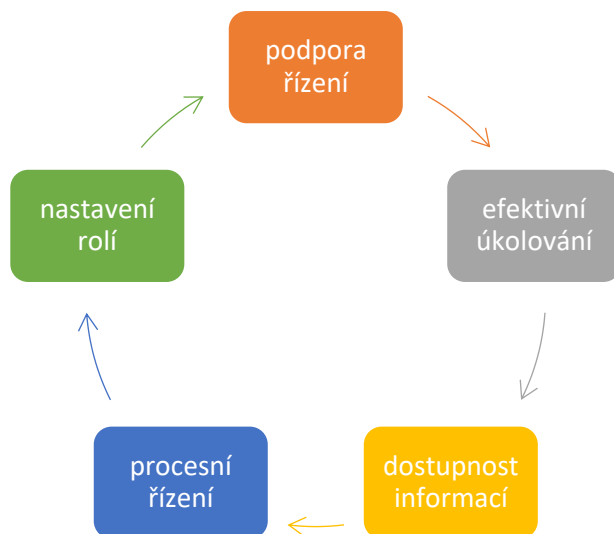 podpora
řízení
efektivní
úkolování
dostupnost
informací
procesní
řízení
nastavení
rolí